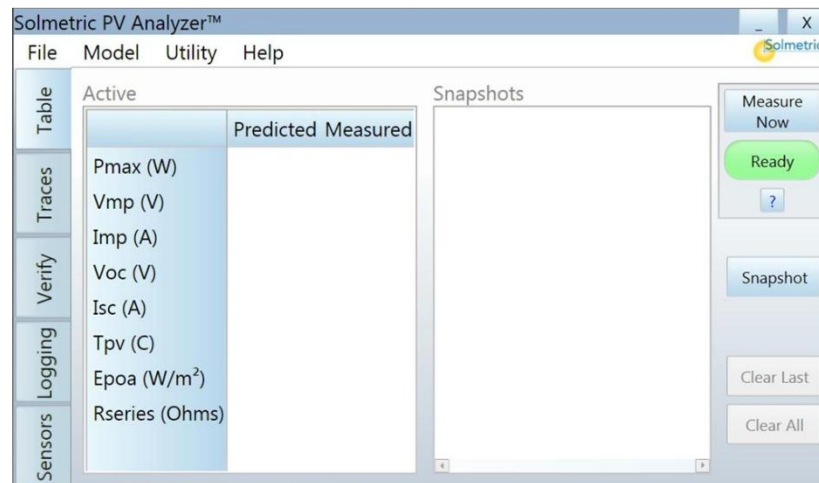 Solmetric PV Analyzer™
_ X
File Model Utility Help
Solmetric
Table
Traces
Verify
Logging
Sensors
Active
Predicted Measured
Pmax (W)
Vmp (V)
Imp (A)
Voc (V)
Isc (A)
Tpv (C)
Epoa (W/m²)
Rseries (Ohms)
Snapshots
Measure
Now
Ready
?
Snapshot
Clear Last
Clear All